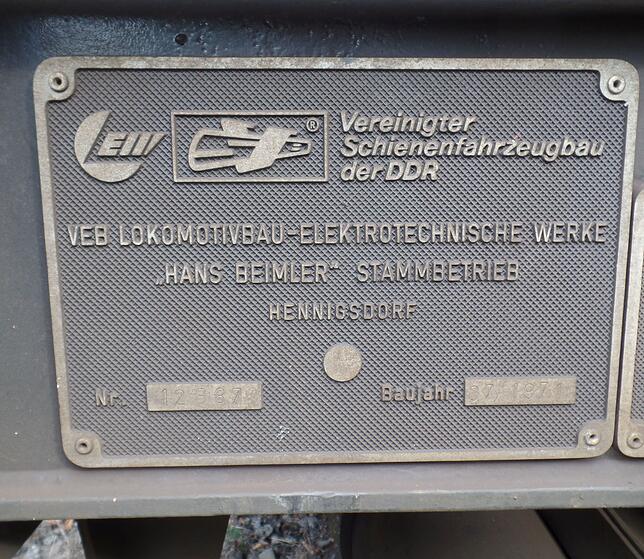 LEW
®
Vereinigter
Schienenfahrzeugbau
der DDR
VEB LOKOMOTIVBAU-ELEKTROTECHNISCHE WERKE
„HANS BEIMLER" STAMMBETRIEB
HENNIGSDORF
Nr. Baujahr